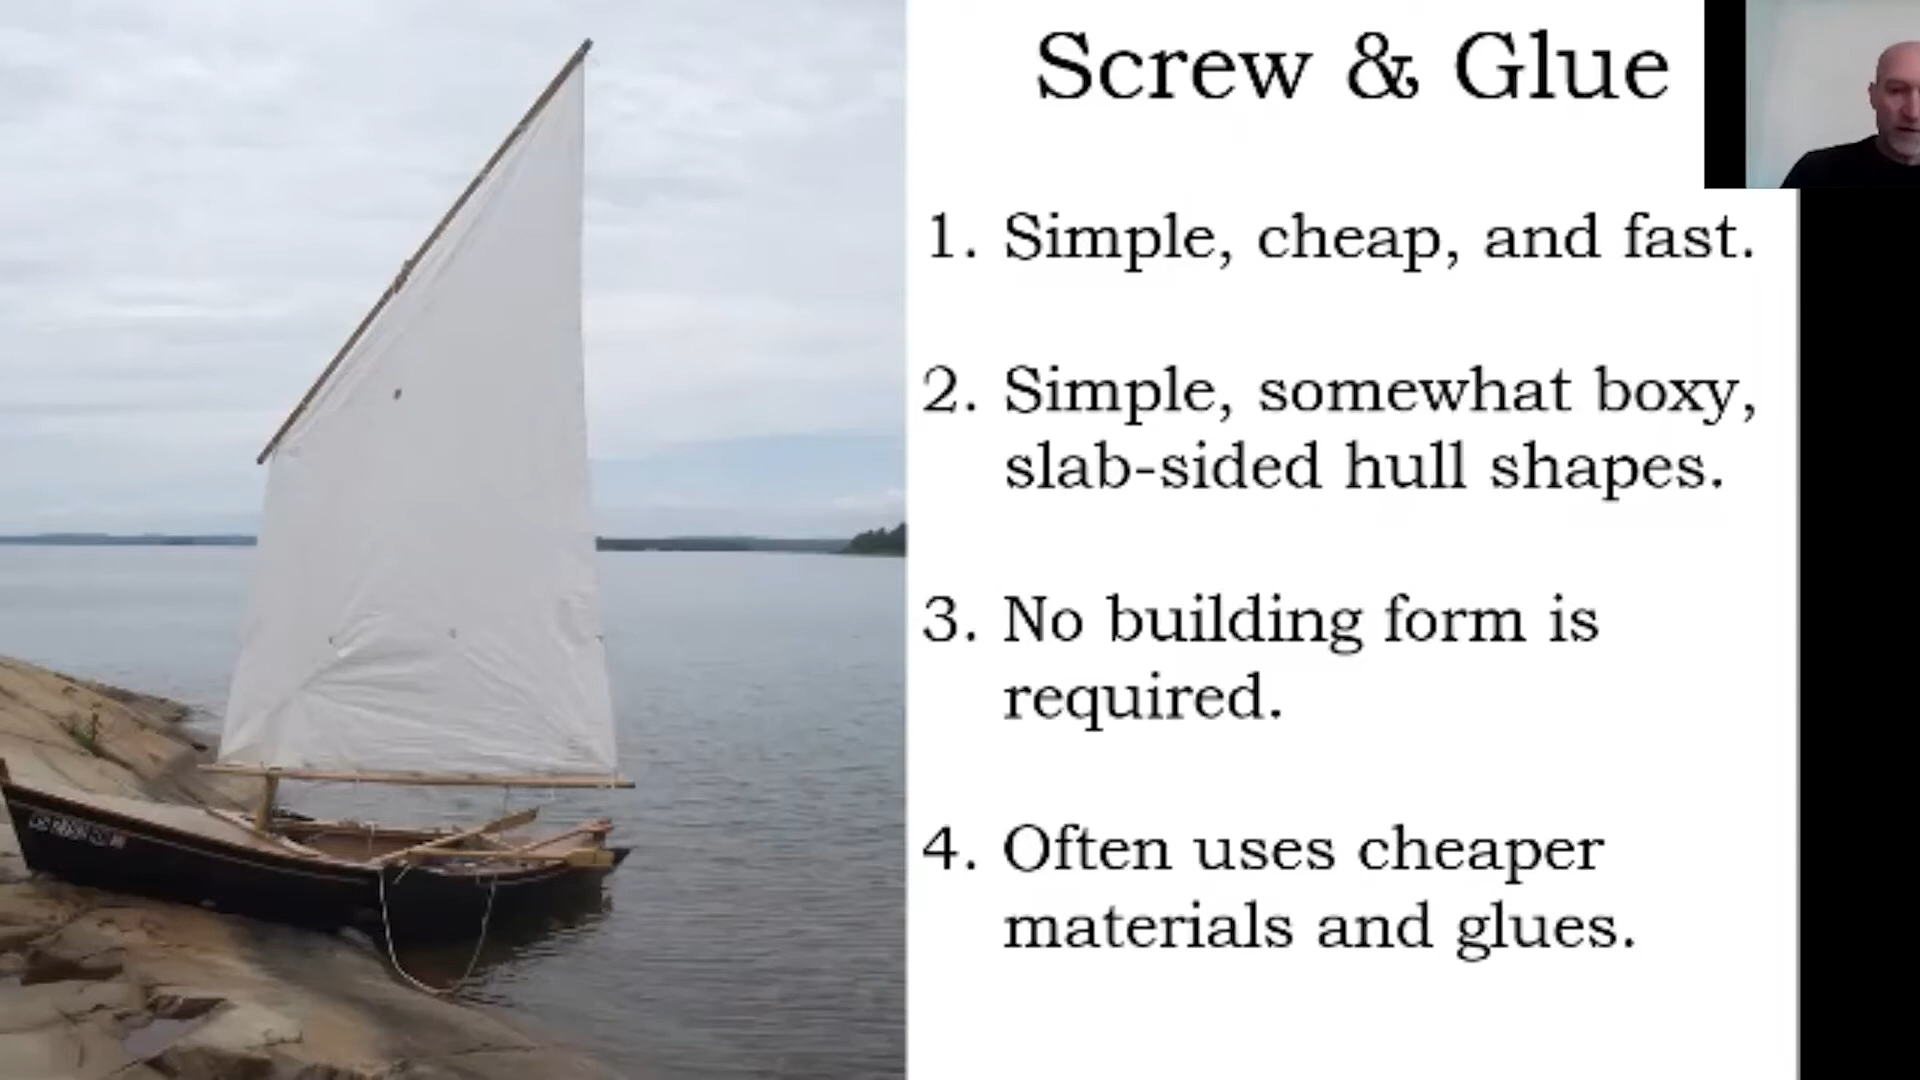 Screw & Glue
1. Simple, cheap, and fast.
2. Simple, somewhat boxy,
slab-sided hull shapes.
3. No building form is
required.
4. Often uses cheaper
materials and glues.